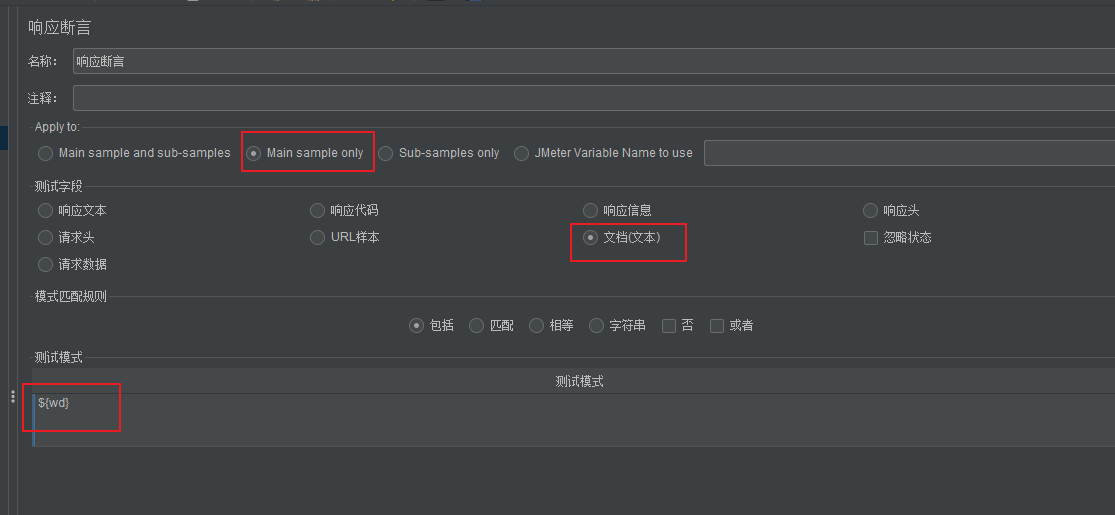 响应断言
名称： 响应断言
注释：
Apply to:
Main sample and sub-samples Main sample only Sub-samples only JMeter Variable Name to use
测试字段
响应文本 响应代码 响应信息 响应头
请求头 URL样本 文档(文本) 忽略状态
请求数据
模式匹配规则
包括 匹配 相等 字符串 否 或者
测试模式
测试模式
${wd}